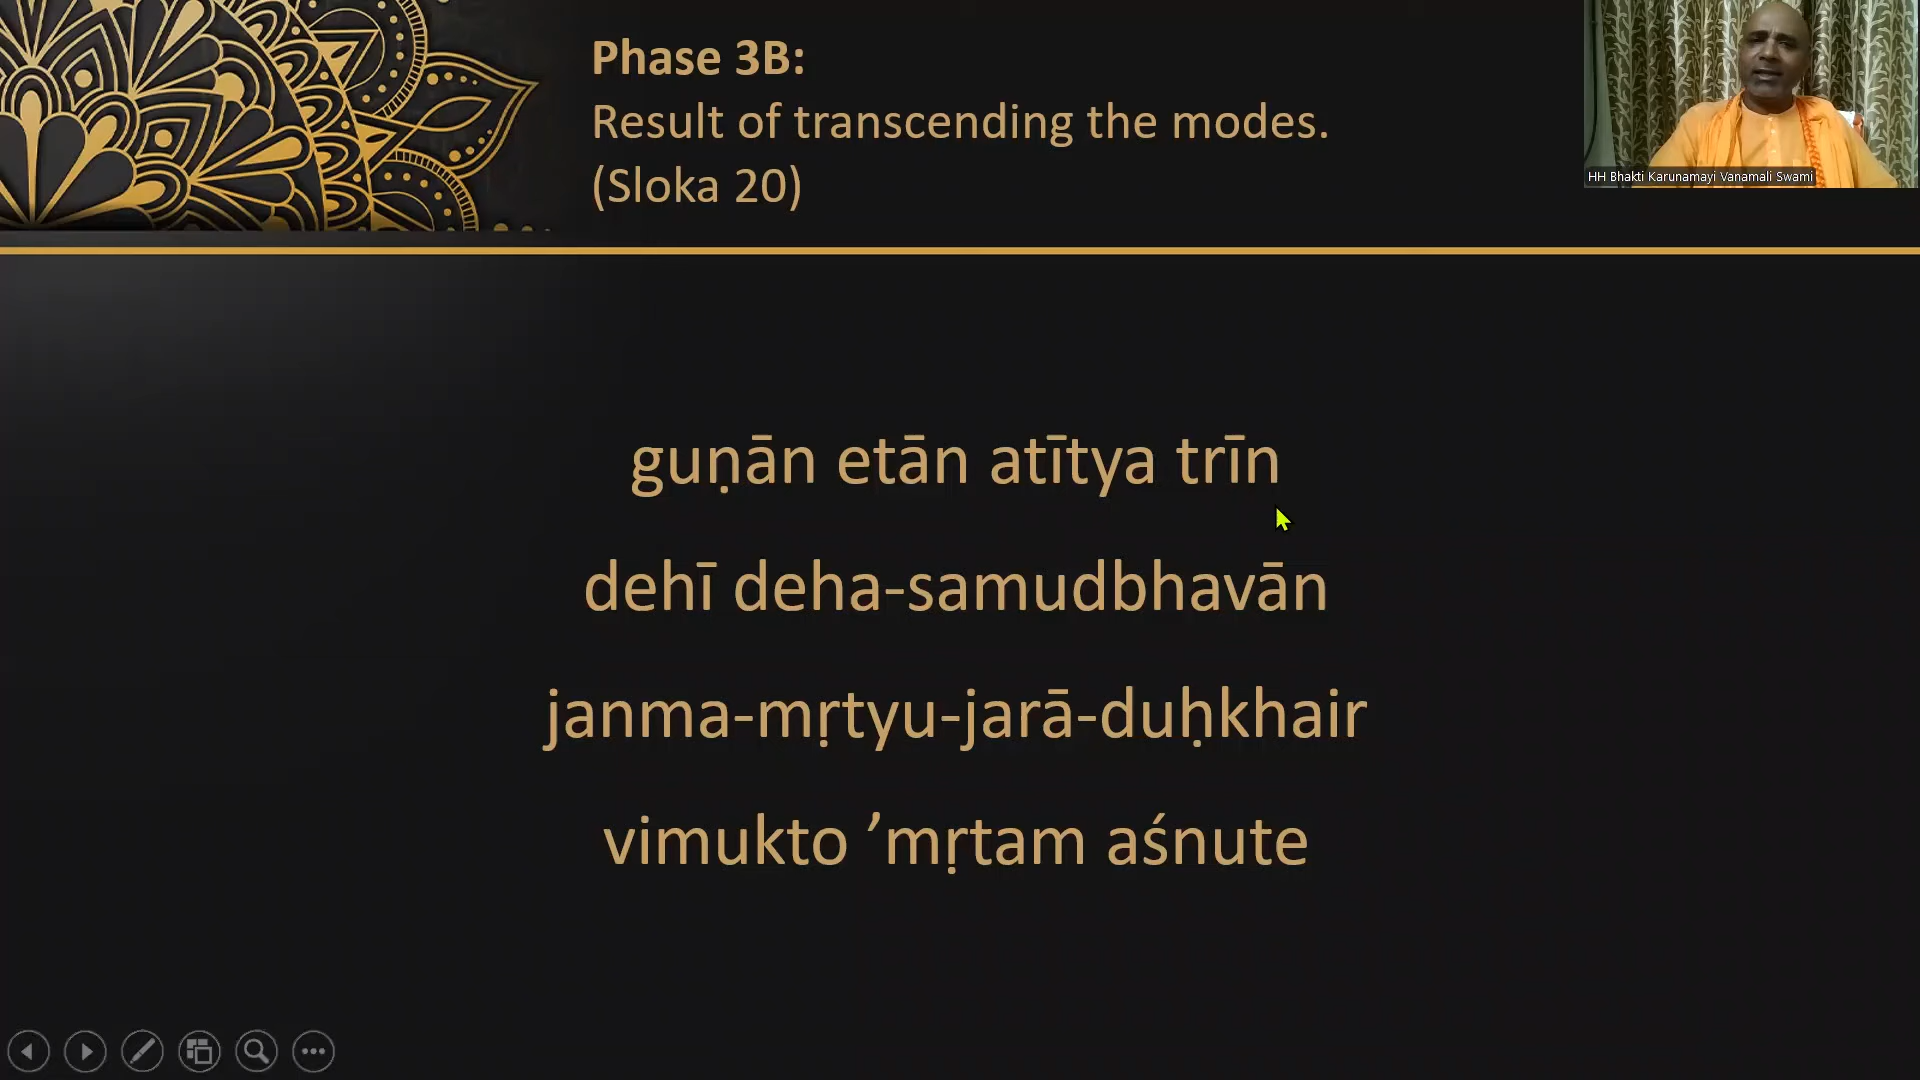 Phase 3B:
Result of transcending the modes.
(Sloka 20)
HH Bhakti Karunamayi Vanamali Swami
guṇān etān atītya trīn
dehī deha-samudbhavān
janma-mṛtyu-jarā-duḥkhair
vimukto ’mṛtam aśnute